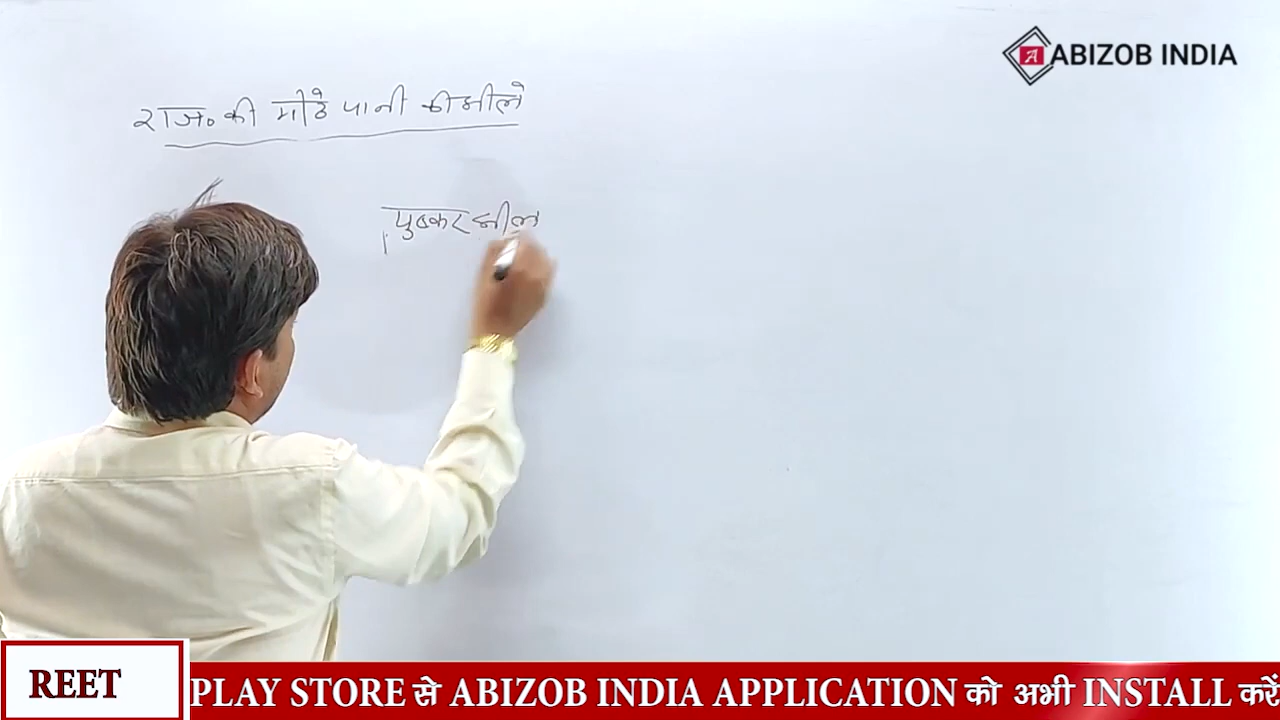 ABIZOB INDIA
राज० की मीठे पानी की झीले
पुष्कर झील
REET
PLAY STORE से ABIZOB INDIA APPLICATION को अभी INSTALL करें